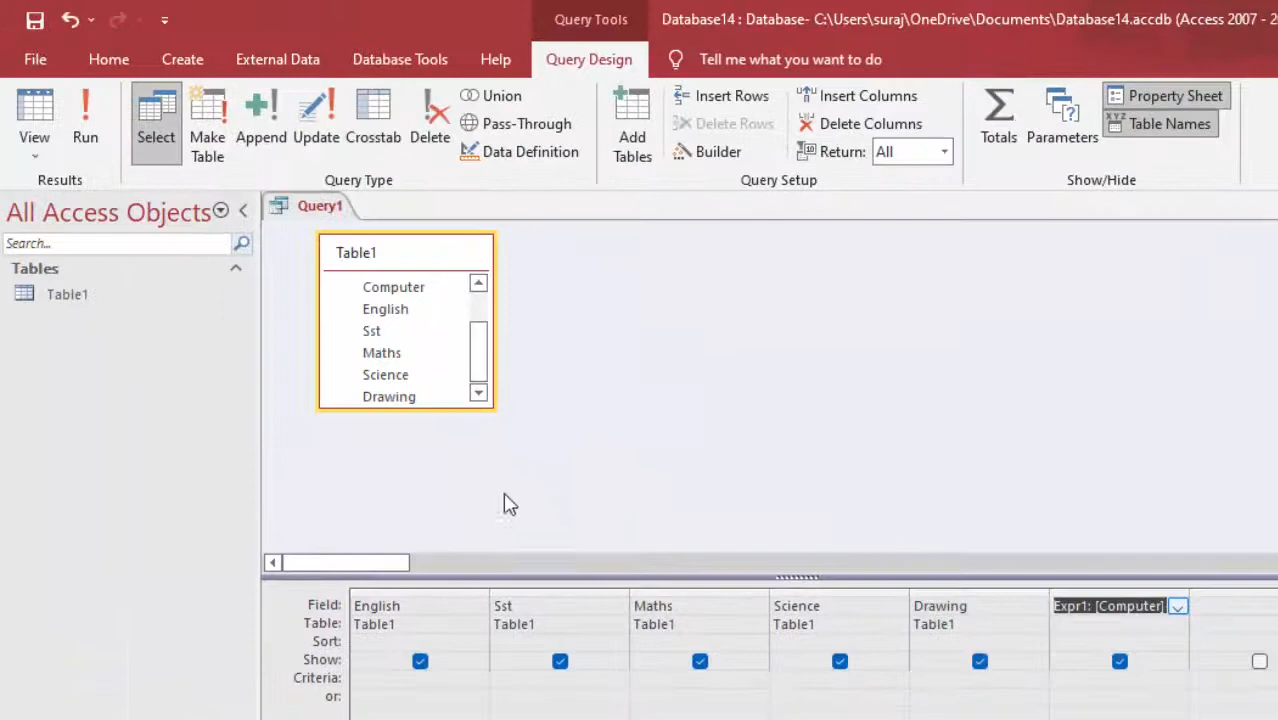 Query Tools
Database14 : Database- C:\Users\suraj\OneDrive\Documents\Database14.accdb (Access 2007 - 2
File Home Create External Data Database Tools Help Query Design Tell me what you want to do
View Run Select Make Table Append Update Crosstab Delete
Union
Pass-Through
Data Definition
Add Tables
Insert Rows
Delete Rows
Builder
Insert Columns
Delete Columns
Return: All
Totals Parameters
Property Sheet
Table Names
Results Query Type Query Setup Show/Hide
All Access Objects
Search...
Tables
Table1
Query1
Table1
Computer
English
Sst
Maths
Science
Drawing
Field: English Sst Maths Science Drawing Expr1: [Computer]
Table: Table1 Table1 Table1 Table1 Table1
Sort:
Show:
Criteria:
or: